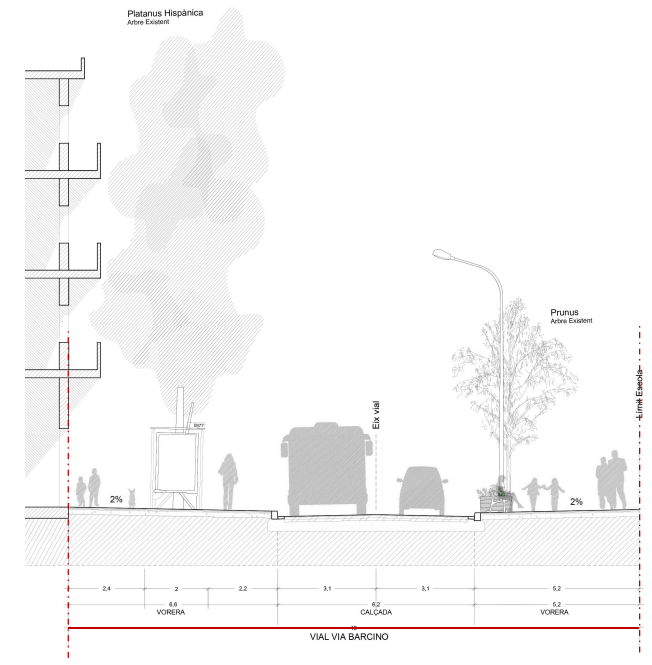 Platanus Hispànica
Arbre Existent
Prunus
Arbre Existent
Límit Escola
Eix vial
2%
2%
2,4
2
2,2
3,1
3,1
5,2
6,6
6,2
5,2
VORERA
CALÇADA
VORERA
18
VIAL VIA BARCINO